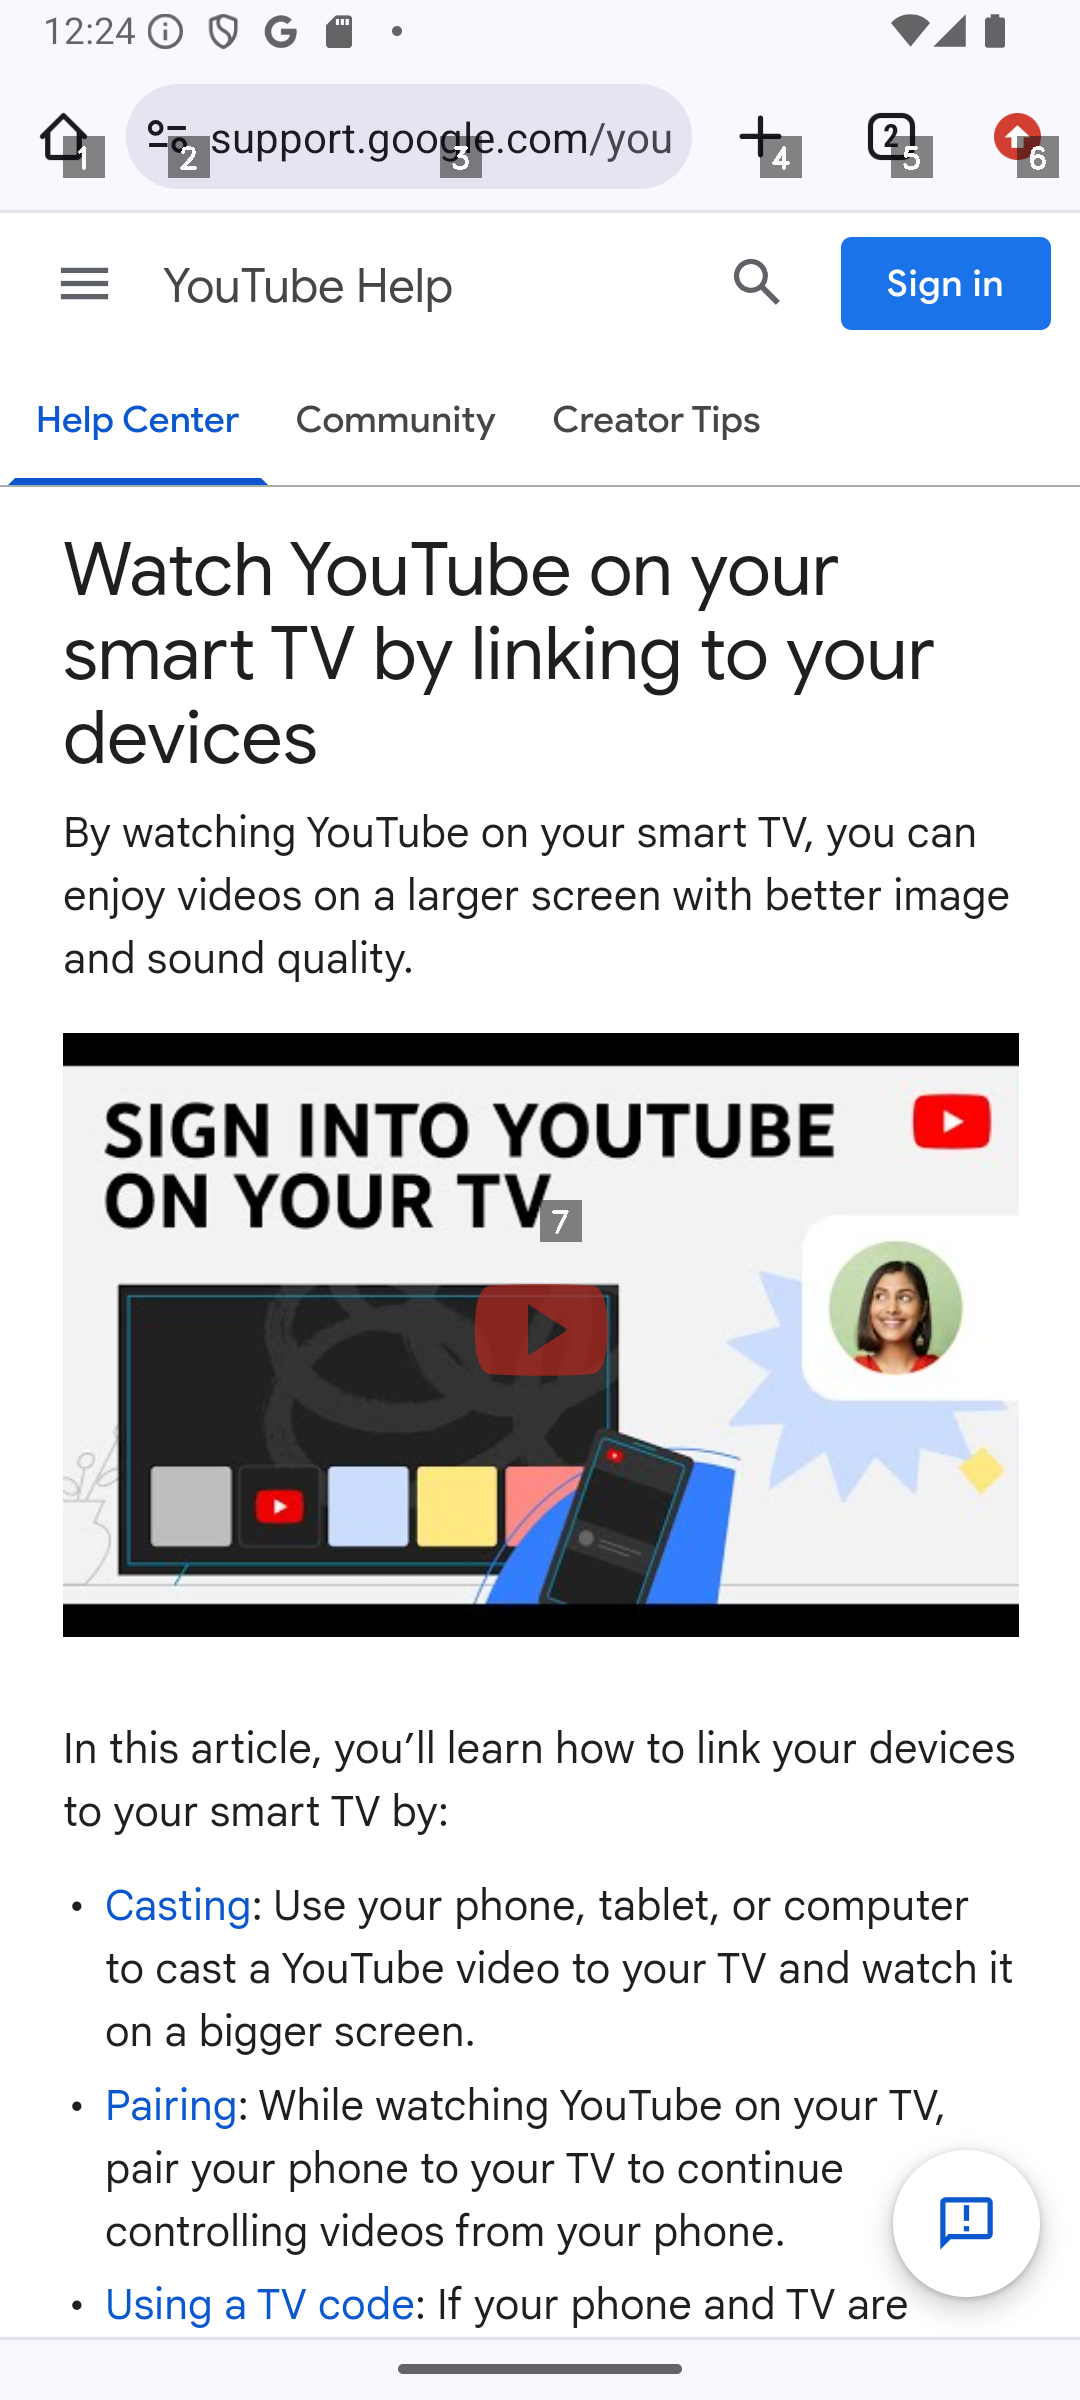 12:24
1
2
support.google.com/you
3
4
2
5
6
YouTube Help
Sign in
Help Center
Community
Creator Tips
Watch YouTube on your
smart TV by linking to your
devices
By watching YouTube on your smart TV, you can
enjoy videos on a larger screen with better image
and sound quality.
SIGN INTO YOUTUBE
ON YOUR TV
7
In this article, you’ll learn how to link your devices
to your smart TV by:
• Casting: Use your phone, tablet, or computer
to cast a YouTube video to your TV and watch it
on a bigger screen.
• Pairing: While watching YouTube on your TV,
pair your phone to your TV to continue
controlling videos from your phone.
• Using a TV code: If your phone and TV are